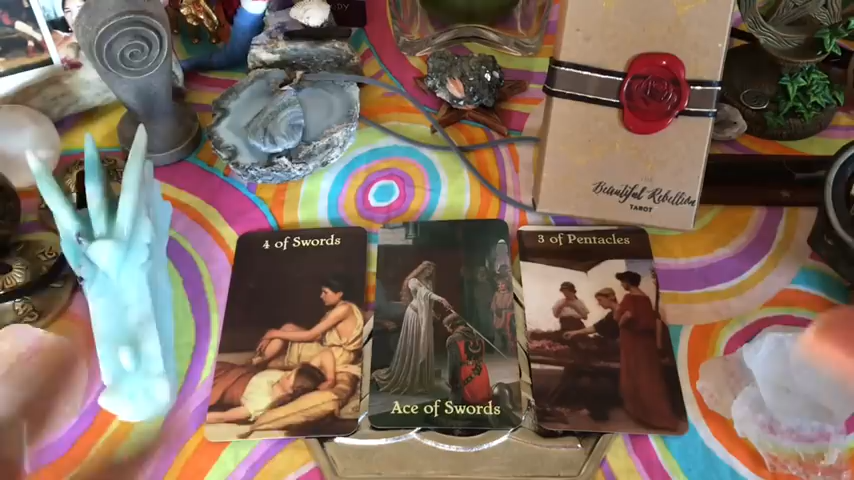 Beautiful Rebellion
TAROT
4 of Swords
Ace of Swords
3 of Pentacles